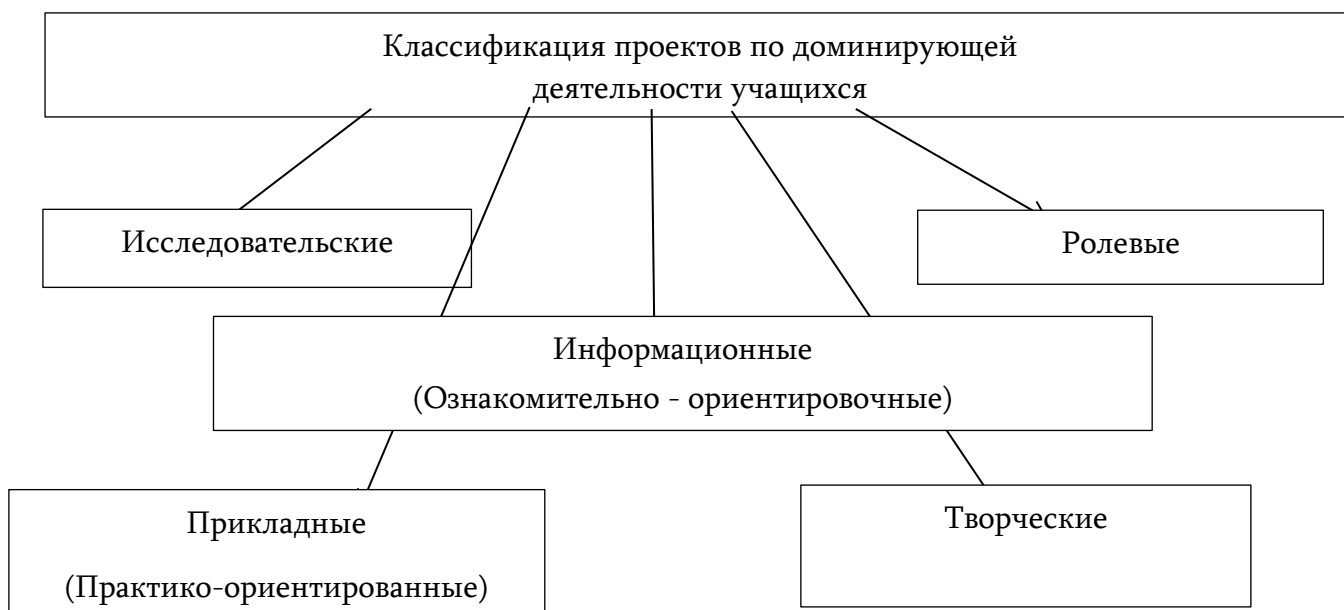 Классификация проектов по доминирующей
деятельности учащихся
Исследовательские
Ролевые
Информационные
(Ознакомительно - ориентировочные)
Прикладные
(Практико-ориентированные)
Творческие